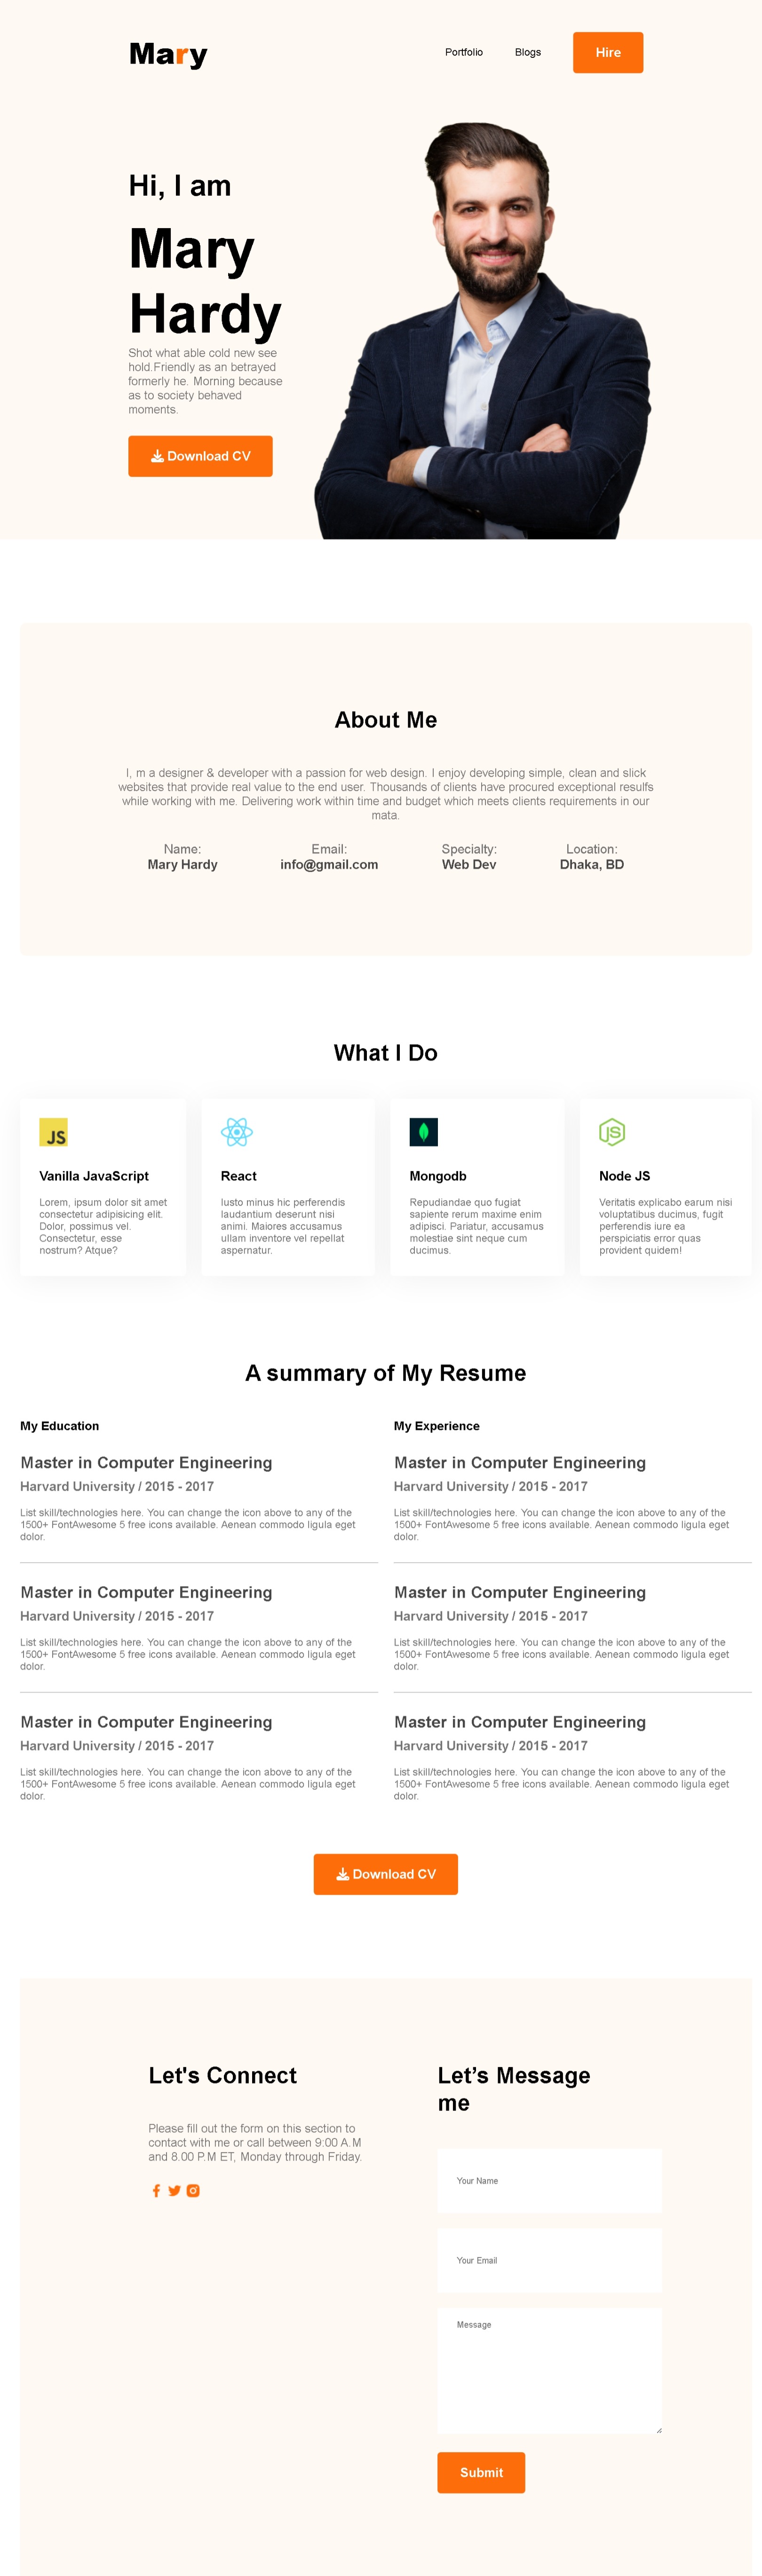 Mary
Portfolio
Blogs
Hire
Hi, I am
Mary
Hardy
Shot what able cold new see
hold.Friendly as an betrayed
formerly he. Morning because
as to society behaved
moments.
Download CV
About Me
I, m a designer & developer with a passion for web design. I enjoy developing simple, clean and slick
websites that provide real value to the end user. Thousands of clients have procured exceptional resulfs
while working with me. Delivering work within time and budget which meets clients requirements in our
mata.
Name:
Mary Hardy
Email:
info@gmail.com
Specialty:
Web Dev
Location:
Dhaka, BD
What I Do
JS
Vanilla JavaScript
Lorem, ipsum dolor sit amet
consectetur adipisicing elit.
Dolor, possimus vel.
Consectetur, esse
nostrum? Atque?
React
Iusto minus hic perferendis
laudantium deserunt nisi
animi. Maiores accusamus
ullam inventore vel repellat
aspernatur.
Mongodb
Repudiandae quo fugiat
sapiente rerum maxime enim
adipisci. Pariatur, accusamus
molestiae sint neque cum
ducimus.
JS
Node JS
Veritatis explicabo earum nisi
voluptatibus ducimus, fugit
perferendis iure ea
perspiciatis error quas
provident quidem!
A summary of My Resume
My Education
Master in Computer Engineering
Harvard University / 2015 - 2017
List skill/technologies here. You can change the icon above to any of the
1500+ FontAwesome 5 free icons available. Aenean commodo ligula eget
dolor.
Master in Computer Engineering
Harvard University / 2015 - 2017
List skill/technologies here. You can change the icon above to any of the
1500+ FontAwesome 5 free icons available. Aenean commodo ligula eget
dolor.
Master in Computer Engineering
Harvard University / 2015 - 2017
List skill/technologies here. You can change the icon above to any of the
1500+ FontAwesome 5 free icons available. Aenean commodo ligula eget
dolor.
My Experience
Master in Computer Engineering
Harvard University / 2015 - 2017
List skill/technologies here. You can change the icon above to any of the
1500+ FontAwesome 5 free icons available. Aenean commodo ligula eget
dolor.
Master in Computer Engineering
Harvard University / 2015 - 2017
List skill/technologies here. You can change the icon above to any of the
1500+ FontAwesome 5 free icons available. Aenean commodo ligula eget
dolor.
Master in Computer Engineering
Harvard University / 2015 - 2017
List skill/technologies here. You can change the icon above to any of the
1500+ FontAwesome 5 free icons available. Aenean commodo ligula eget
dolor.
Download CV
Let's Connect
Please fill out the form on this section to
contact with me or call between 9:00 A.M
and 8.00 P.M ET, Monday through Friday.
Let’s Message
me
Your Name
Your Email
Message
Submit